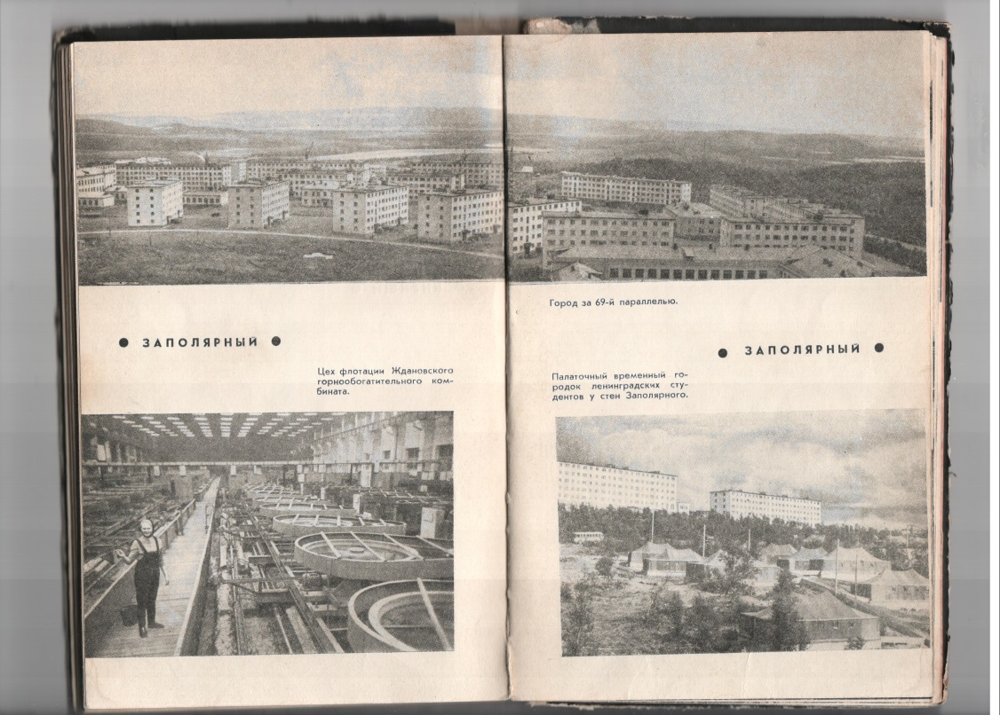 Город за 69-й параллелью.
● ЗАПОЛЯРНЫЙ ●
Цех флотации Ждановского
горнообогатительного ком-
бината.
● ЗАПОЛЯРНЫЙ ●
Палаточный временный го-
родок ленинградских сту-
дентов у стен Заполярного.